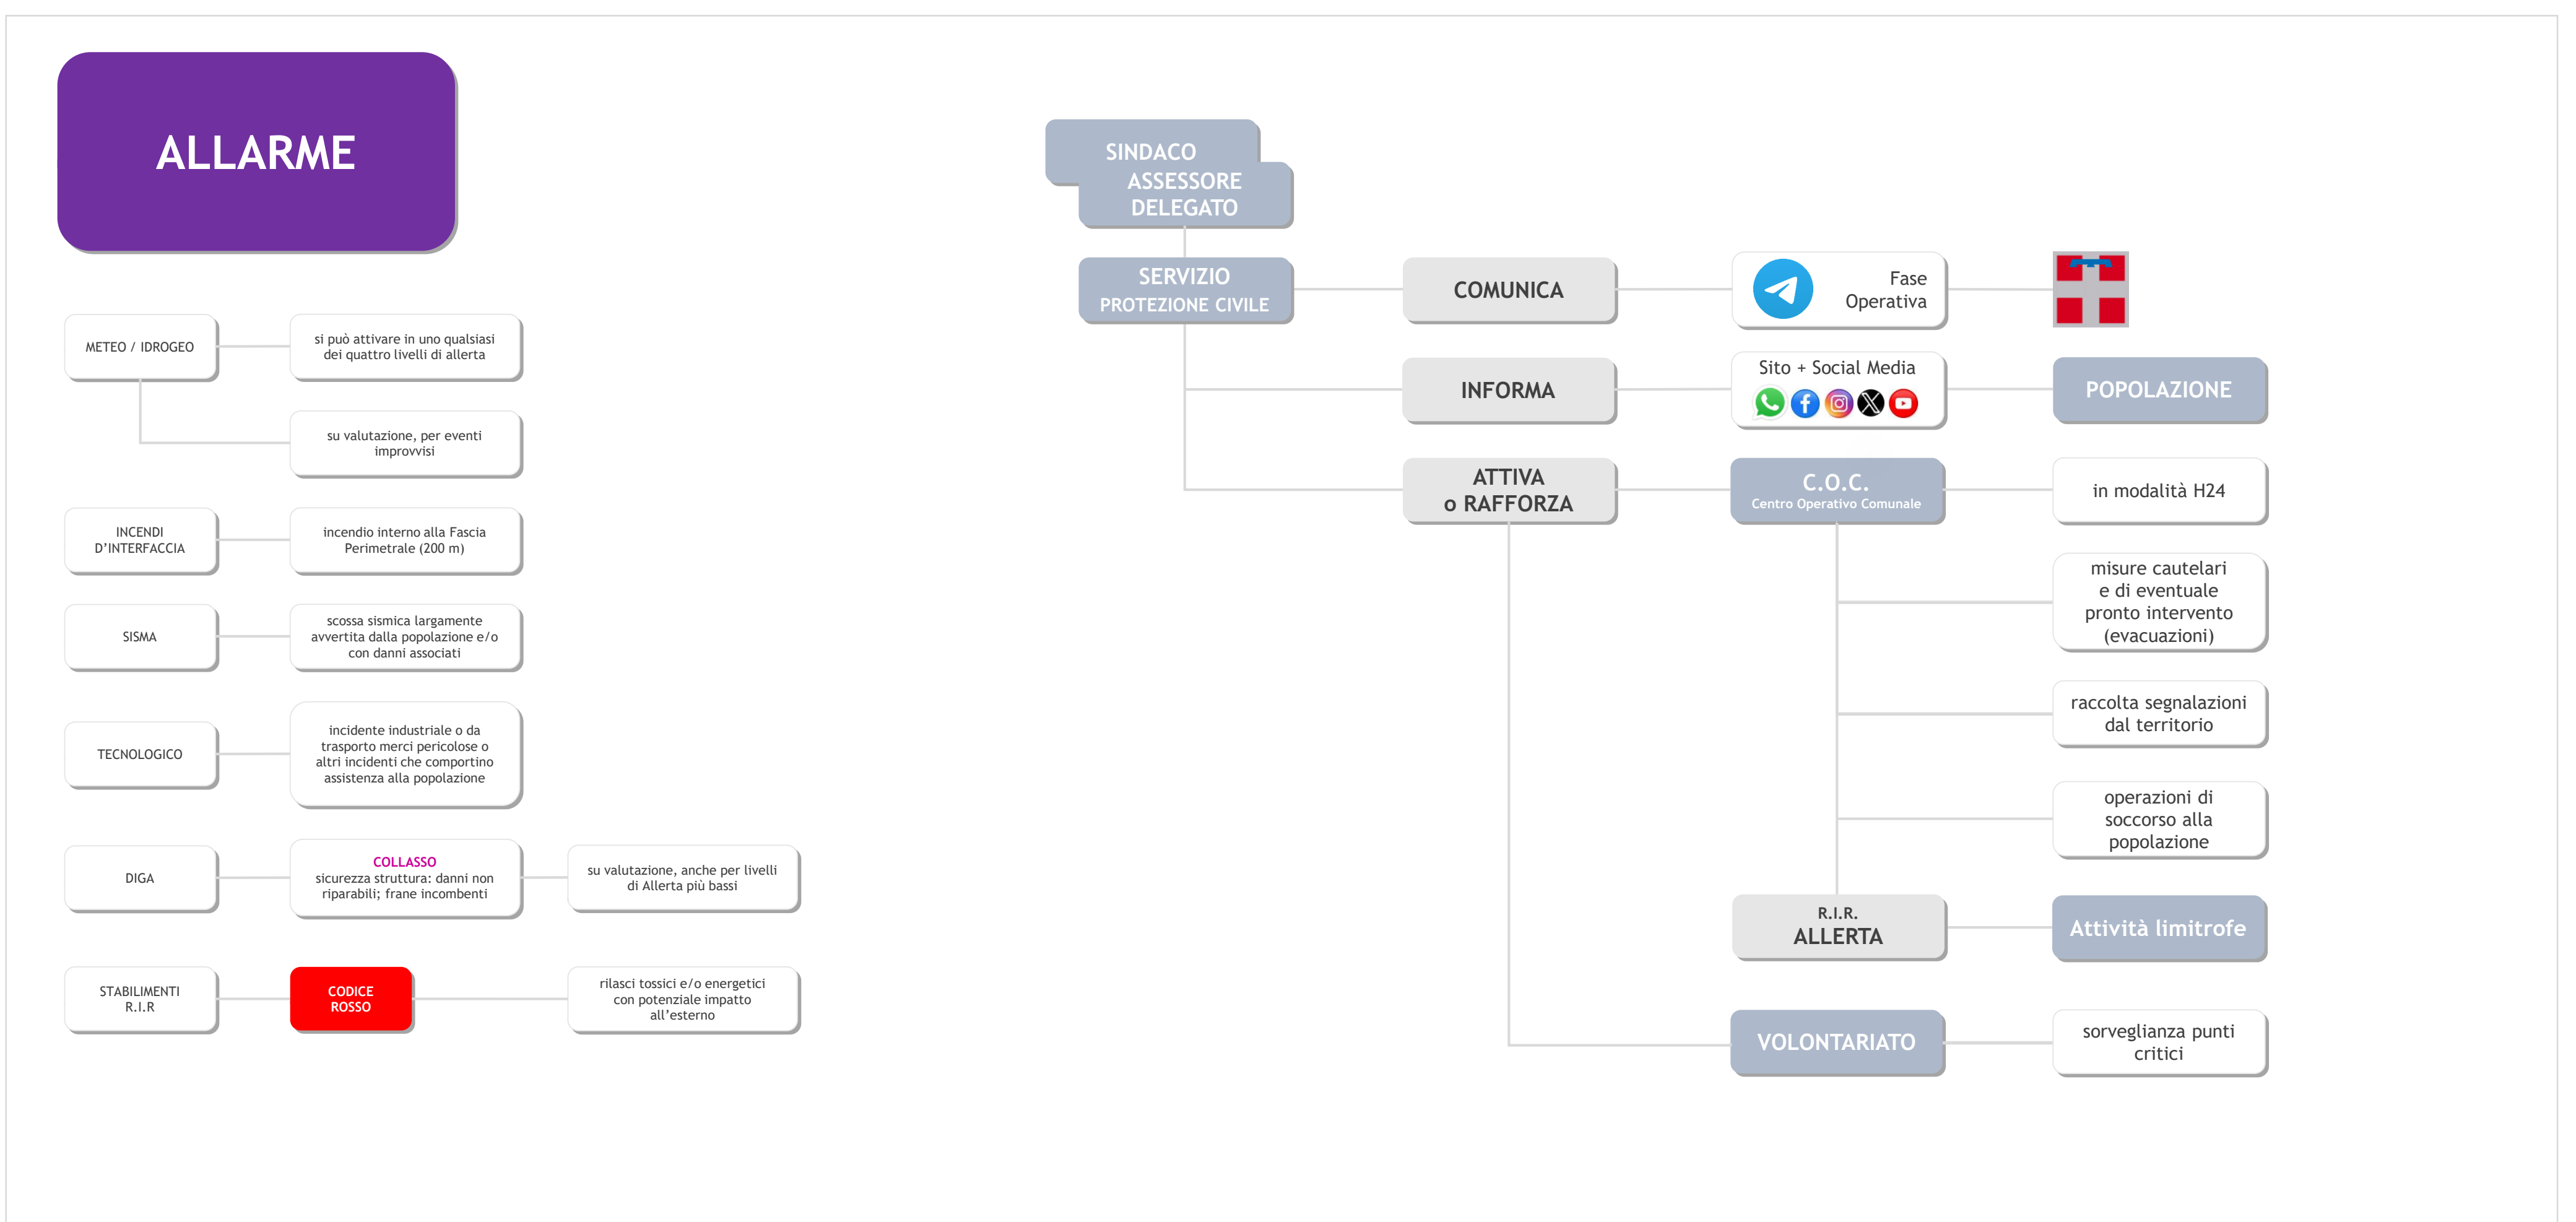 ALLARME
METEO / IDROGEO
si può attivare in uno qualsiasi
dei quattro livelli di allerta
su valutazione, per eventi
improvvisi
INCENDI
D’INTERFACCIA
incendio interno alla Fascia
Perimetrale (200 m)
SISMA
scossa sismica largamente
avvertita dalla popolazione e/o
con danni associati
TECNOLOGICO
incidente industriale o da
trasporto merci pericolose o
altri incidenti che comportino
assistenza alla popolazione
DIGA
COLLASSO
sicurezza struttura: danni non
riparabili; frane incombenti
su valutazione, anche per livelli
di Allerta più bassi
STABILIMENTI
R.I.R
CODICE
ROSSO
rilasci tossici e/o energetici
con potenziale impatto
all’esterno
SINDACO
ASSESSORE
DELEGATO
SERVIZIO
PROTEZIONE CIVILE
COMUNICA
Fase
Operativa
INFORMA
Sito + Social Media
POPOLAZIONE
ATTIVA
o RAFFORZA
C.O.C.
Centro Operativo Comunale
in modalità H24
misure cautelari
e di eventuale
pronto intervento
(evacuazioni)
raccolta segnalazioni
dal territorio
operazioni di
soccorso alla
popolazione
R.I.R.
ALLERTA
Attività limitrofe
VOLONTARIATO
sorveglianza punti
critici